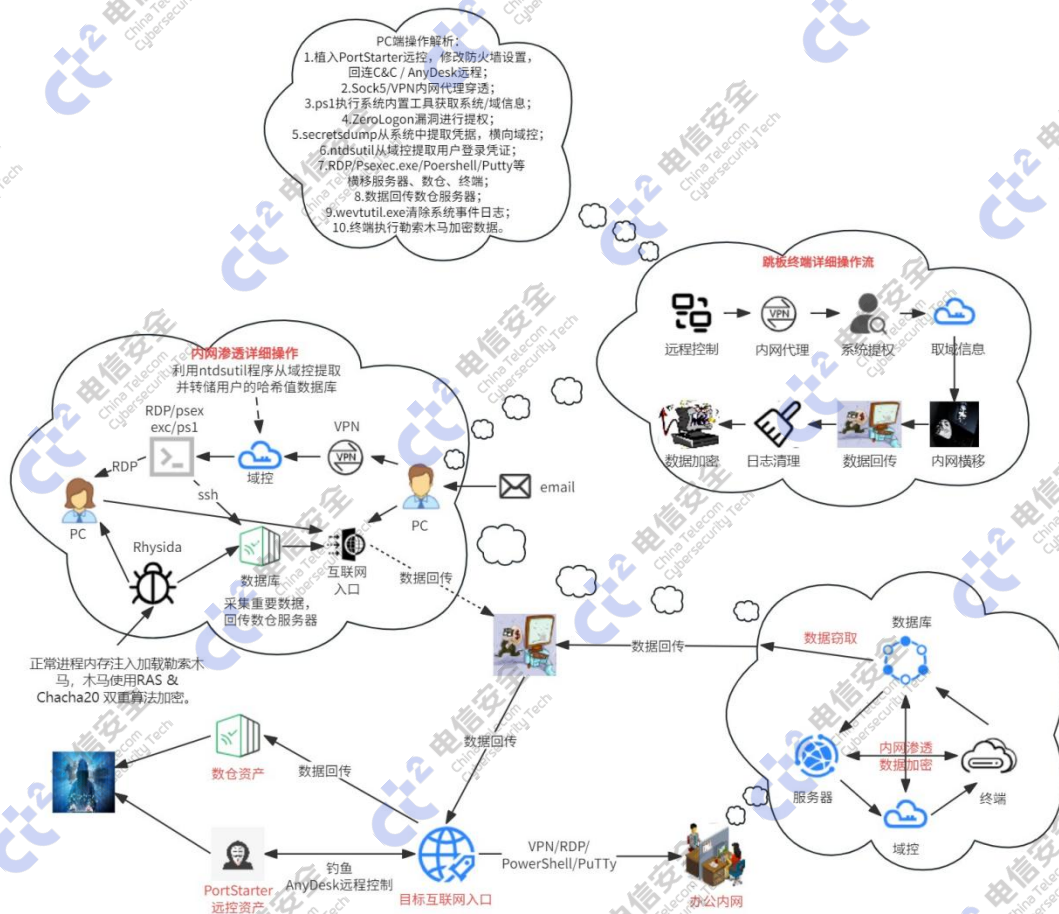 PC端操作解析：
1.植入PortStarter远控，修改防火墙设置，
回连C&C / AnyDesk远程；
2.Sock5/VPN内网代理穿透；
3.ps1执行系统内置工具获取系统/域信息；
4.ZeroLogon漏洞进行提权；
5.secretsdump从系统中提取凭据，横向域控；
6.ntdsutil从域控提取用户登录凭证；
7.RDP/Psexec.exe/Poershell/Putty等
横移服务器、数仓、终端；
8.数据回传数仓服务器；
9.wevtutil.exe清除系统事件日志；
10.终端执行勒索木马加密数据。
跳板终端详细操作流
VPN
远程控制
内网代理
系统提权
取域信息
数据加密
日志清理
数据回传
内网横移
内网渗透详细操作
利用ntdsutil程序从域控提取
并转储用户的哈希值数据库
RDP/psex
exc/ps1
VPN
VPN
RDP
域控
ssh
email
PC
PC
Rhysida
数据库
互联网
入口
数据回传
采集重要数据，
回传数仓服务器
正常进程内存注入加载勒索木
马，木马使用RAS &
Chacha20 双重算法加密。
数据回传
数据窃取
数据库
内网渗透
数据加密
服务器
终端
域控
数据回传
数仓资产
数据回传
PortStarter
远控资产
钓鱼
AnyDesk远程控制
目标互联网入口
VPN/RDP/
PowerShell/PuTTy
办公内网
电信安全
China Telecom
Cybersecurity Tech